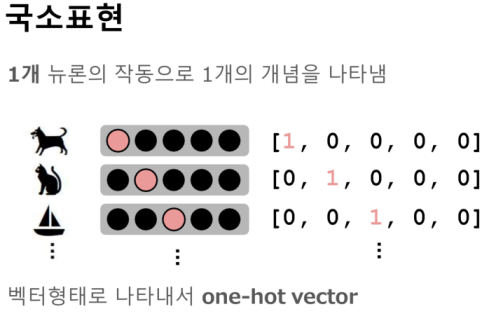 국소표현
1개 뉴론의 작동으로 1개의 개념을 나타냄
[1, 0, 0, 0, 0]
[0, 1, 0, 0, 0]
[0, 0, 1, 0, 0]
벡터형태로 나타내서 one-hot vector